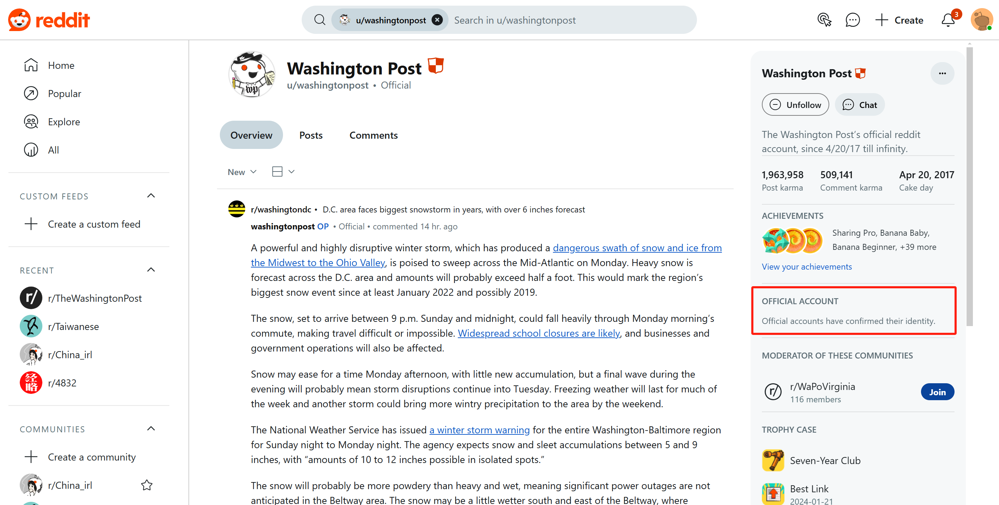 reddit
u/washingtonpost
Search in u/washingtonpost
Create
3
Home
Popular
Explore
All
CUSTOM FEEDS
Create a custom feed
RECENT
r/
r/TheWashingtonPost
r/Taiwanese
r/China_irl
经略
r/4832
COMMUNITIES
Create a community
r/China_irl
wp
Washington Post
u/washingtonpost • Official
Overview
Posts
Comments
New
r/washingtondc • D.C. area faces biggest snowstorm in years, with over 6 inches forecast
washingtonpost OP • Official • commented 14 hr. ago
A powerful and highly disruptive winter storm, which has produced a dangerous swath of snow and ice from
the Midwest to the Ohio Valley, is poised to sweep across the Mid-Atlantic on Monday. Heavy snow is
forecast across the D.C. area and amounts will probably exceed half a foot. This would mark the region’s
biggest snow event since at least January 2022 and possibly 2019.
The snow, set to arrive between 9 p.m. Sunday and midnight, could fall heavily through Monday morning’s
commute, making travel difficult or impossible. Widespread school closures are likely, and businesses and
government operations will also be affected.
Snow may ease for a time Monday afternoon, with little new accumulation, but a final wave during the
evening will probably mean storm disruptions continue into Tuesday. Freezing weather will last for much of
the week and another storm could bring more wintry precipitation to the area by the weekend.
The National Weather Service has issued a winter storm warning for the entire Washington-Baltimore region
for Sunday night to Monday night. The agency expects snow and sleet accumulations between 5 and 9
inches, with “amounts of 10 to 12 inches possible in isolated spots.”
The snow will probably be more powdery than heavy and wet, meaning significant power outages are not
anticipated in the Beltway area. The snow may be a little wetter south and east of the Beltway, where
Washington Post
Unfollow
Chat
The Washington Post’s official reddit
account, since 4/20/17 till infinity.
1,963,958 509,141 Apr 20, 2017
Post karma Comment karma Cake day
ACHIEVEMENTS
Sharing Pro, Banana Baby,
Banana Beginner, +39 more
View your achievements
OFFICIAL ACCOUNT
Official accounts have confirmed their identity.
MODERATOR OF THESE COMMUNITIES
r/
r/WaPoVirginia
116 members
Join
TROPHY CASE
Seven-Year Club
Best Link
2024-01-21